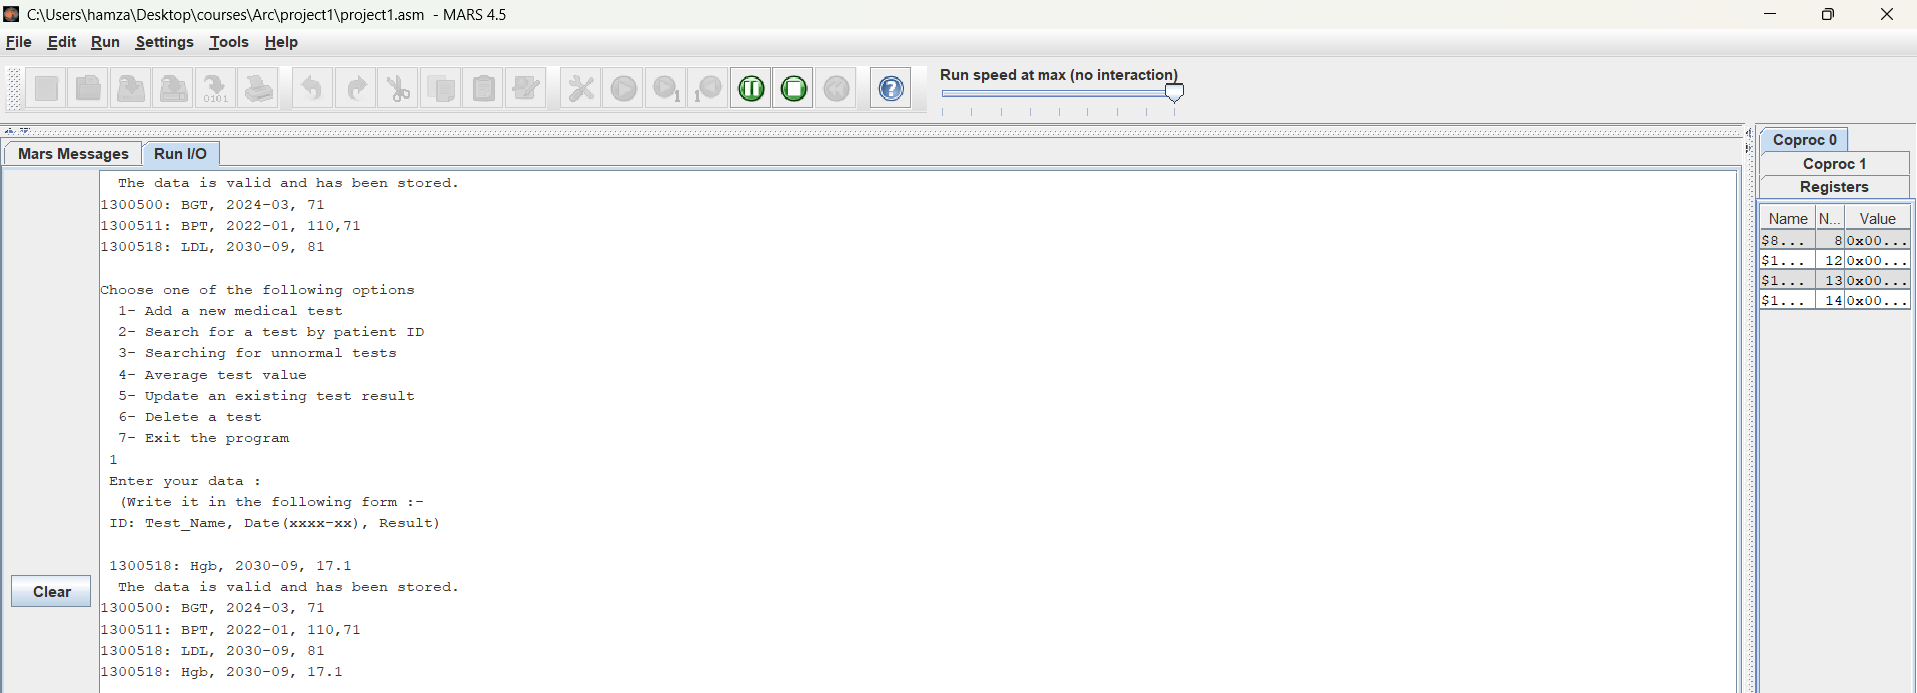 C:\Users\hamza\Desktop\courses\Arc\project1\project1.asm - MARS 4.5
File Edit Run Settings Tools Help
Run speed at max (no interaction)
Mars Messages Run I/O
The data is valid and has been stored.
1300500: BGT, 2024-03, 71
1300511: BPT, 2022-01, 110,71
1300518: LDL, 2030-09, 81
Choose one of the following options
1- Add a new medical test
2- Search for a test by patient ID
3- Searching for unnormal tests
4- Average test value
5- Update an existing test result
6- Delete a test
7- Exit the program
1
Enter your data :
(Write it in the following form :-
ID: Test_Name, Date(xxxx-xx), Result)
1300518: Hgb, 2030-09, 17.1
The data is valid and has been stored.
1300500: BGT, 2024-03, 71
1300511: BPT, 2022-01, 110,71
1300518: LDL, 2030-09, 81
1300518: Hgb, 2030-09, 17.1
Clear
Coproc 0
Coproc 1
Registers
Name N... Value
$8... 8 0x00...
$1... 12 0x00...
$1... 13 0x00...
$1... 14 0x00...